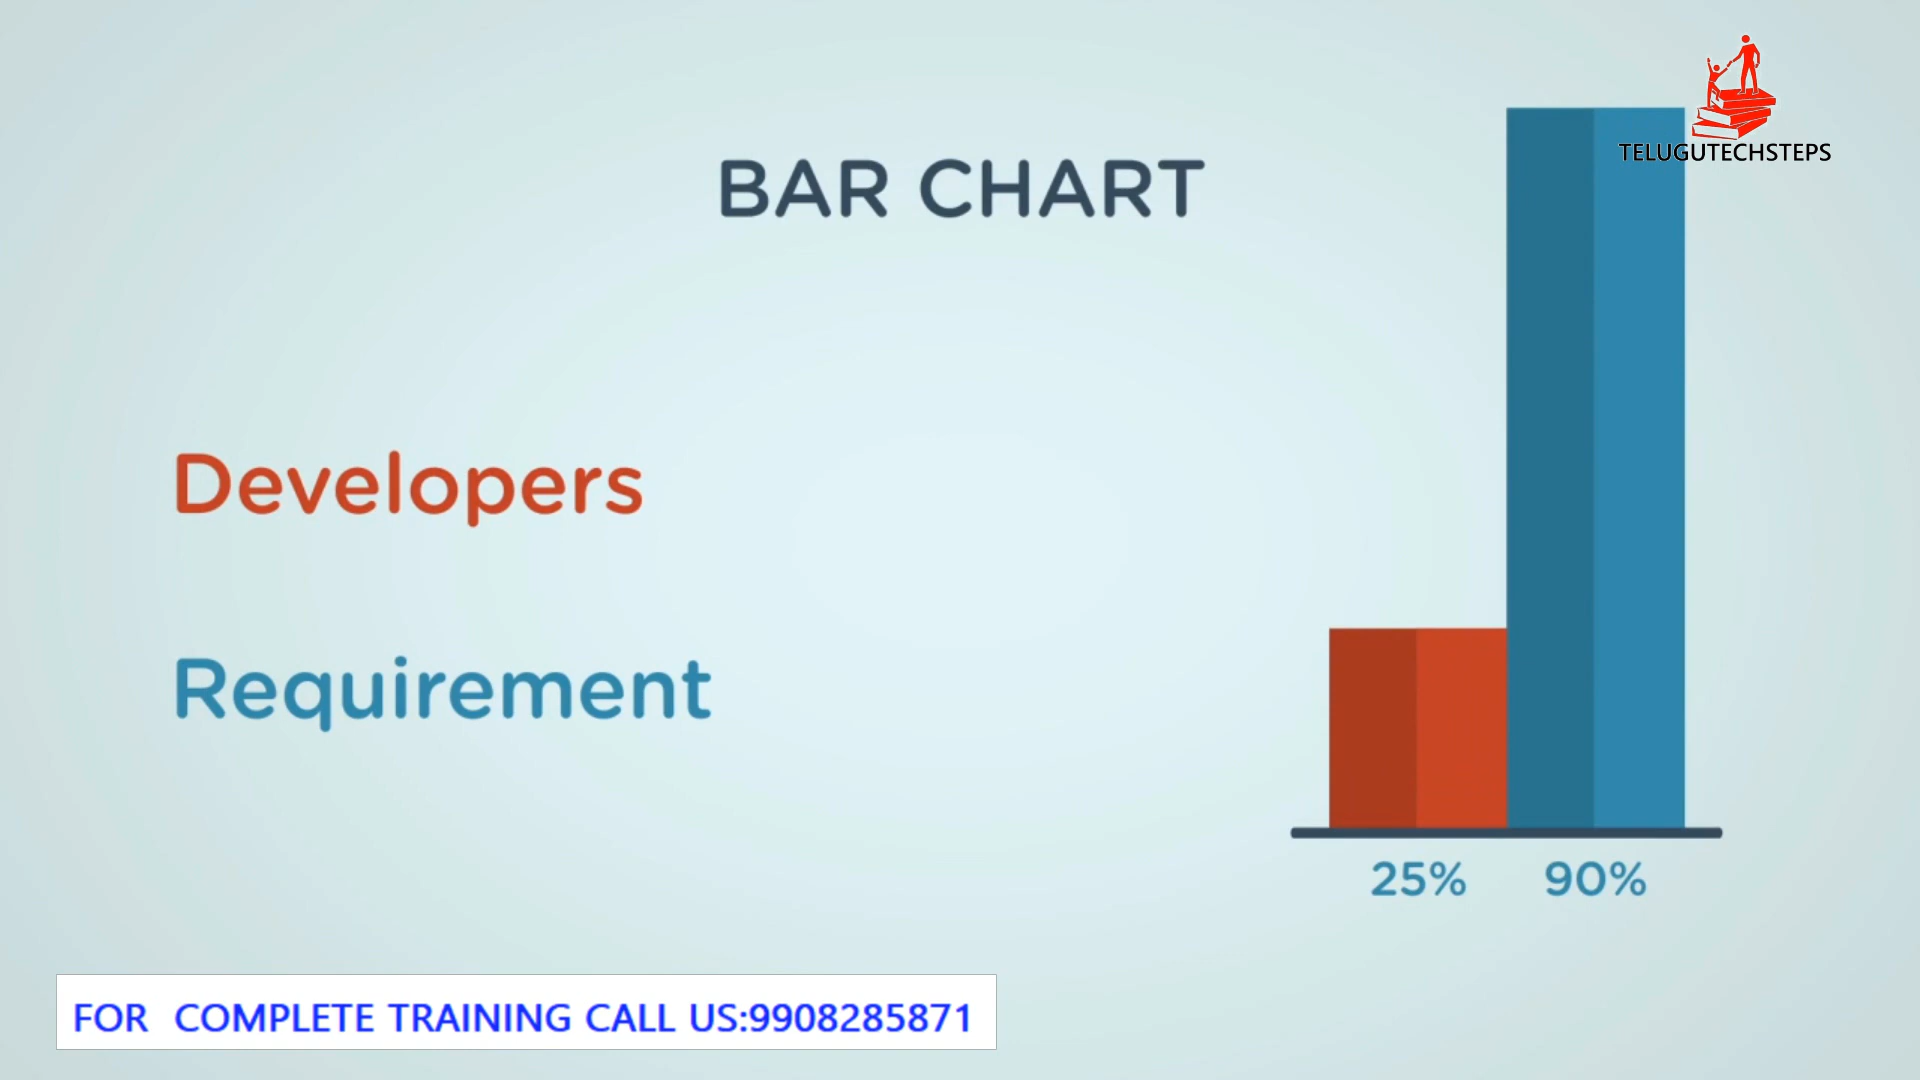 TELUGUTECHSTEPS
BAR CHART
Developers
Requirement
25% 90%
FOR COMPLETE TRAINING CALL US:9908285871